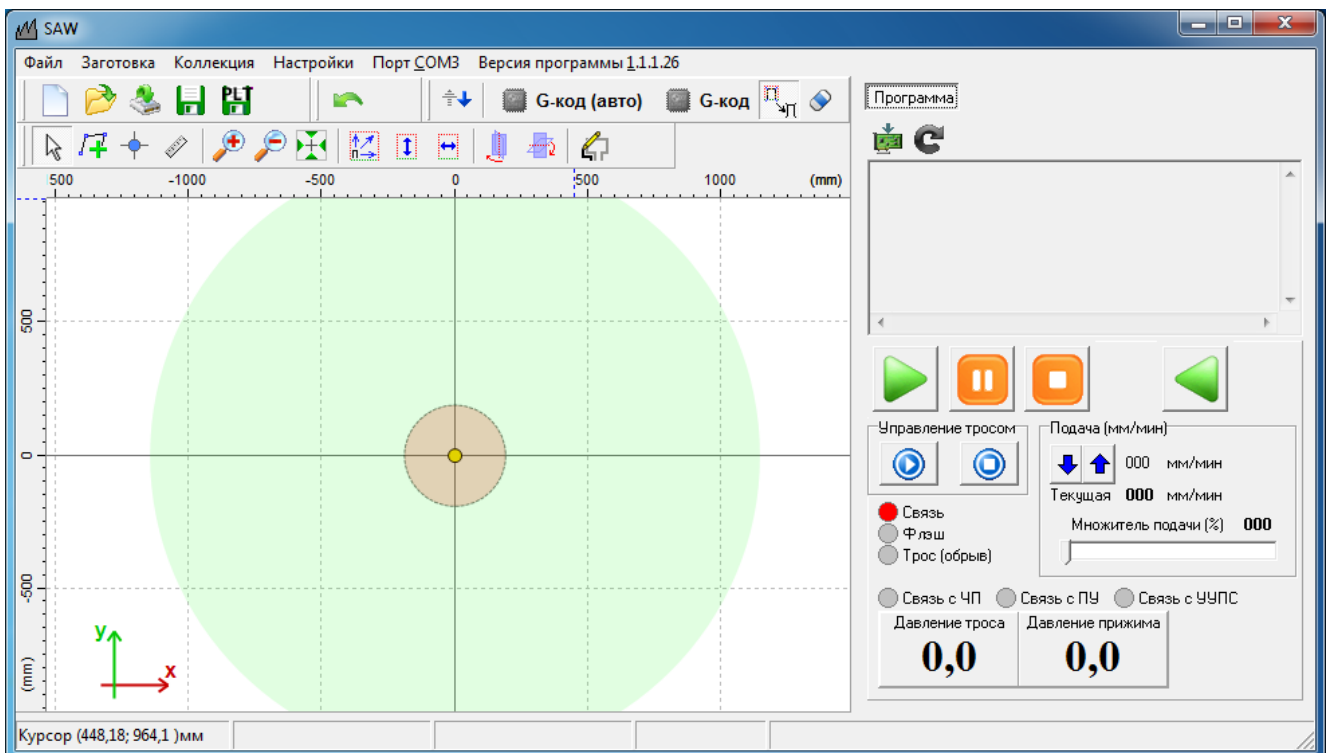 SAW
Файл Заготовка Коллекция Настройки Порт COM3 Версия программы 1.1.1.26
PLT G-код (авто) G-код П
П
Программа
500 -1000 -500 0 500 1000 (mm)
500
0
-500
(mm)
y
x
Управление тросом
Подача (мм/мин)
000 мм/мин
Текущая 000 мм/мин
Множитель подачи (%) 000
Связь
Флэш
Трос (обрыв)
Связь с ЧП Связь с ПУ Связь с УУПС
Давление троса Давление прижима
0,0 0,0
Курсор (448,18; 964,1 )мм